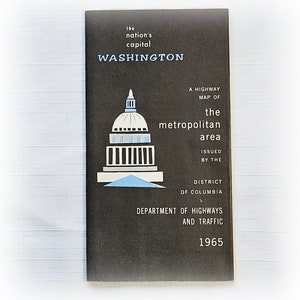 the
nation's
capital
WASHINGTON
A HIGHWAY
MAP OF
the
metropolitan
area
ISSUED
BY THE
DISTRICT
OF COLUMBIA
DEPARTMENT OF HIGHWAYS
AND TRAFFIC
1965